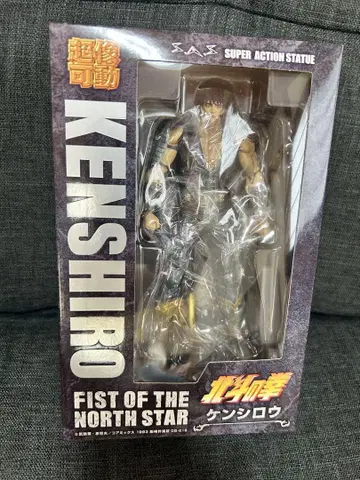 超像
可動
S.A.S
SUPER ACTION STATUE
KENSHIRO
FIST OF THE
NORTH STAR
北斗の拳
ケンシロウ